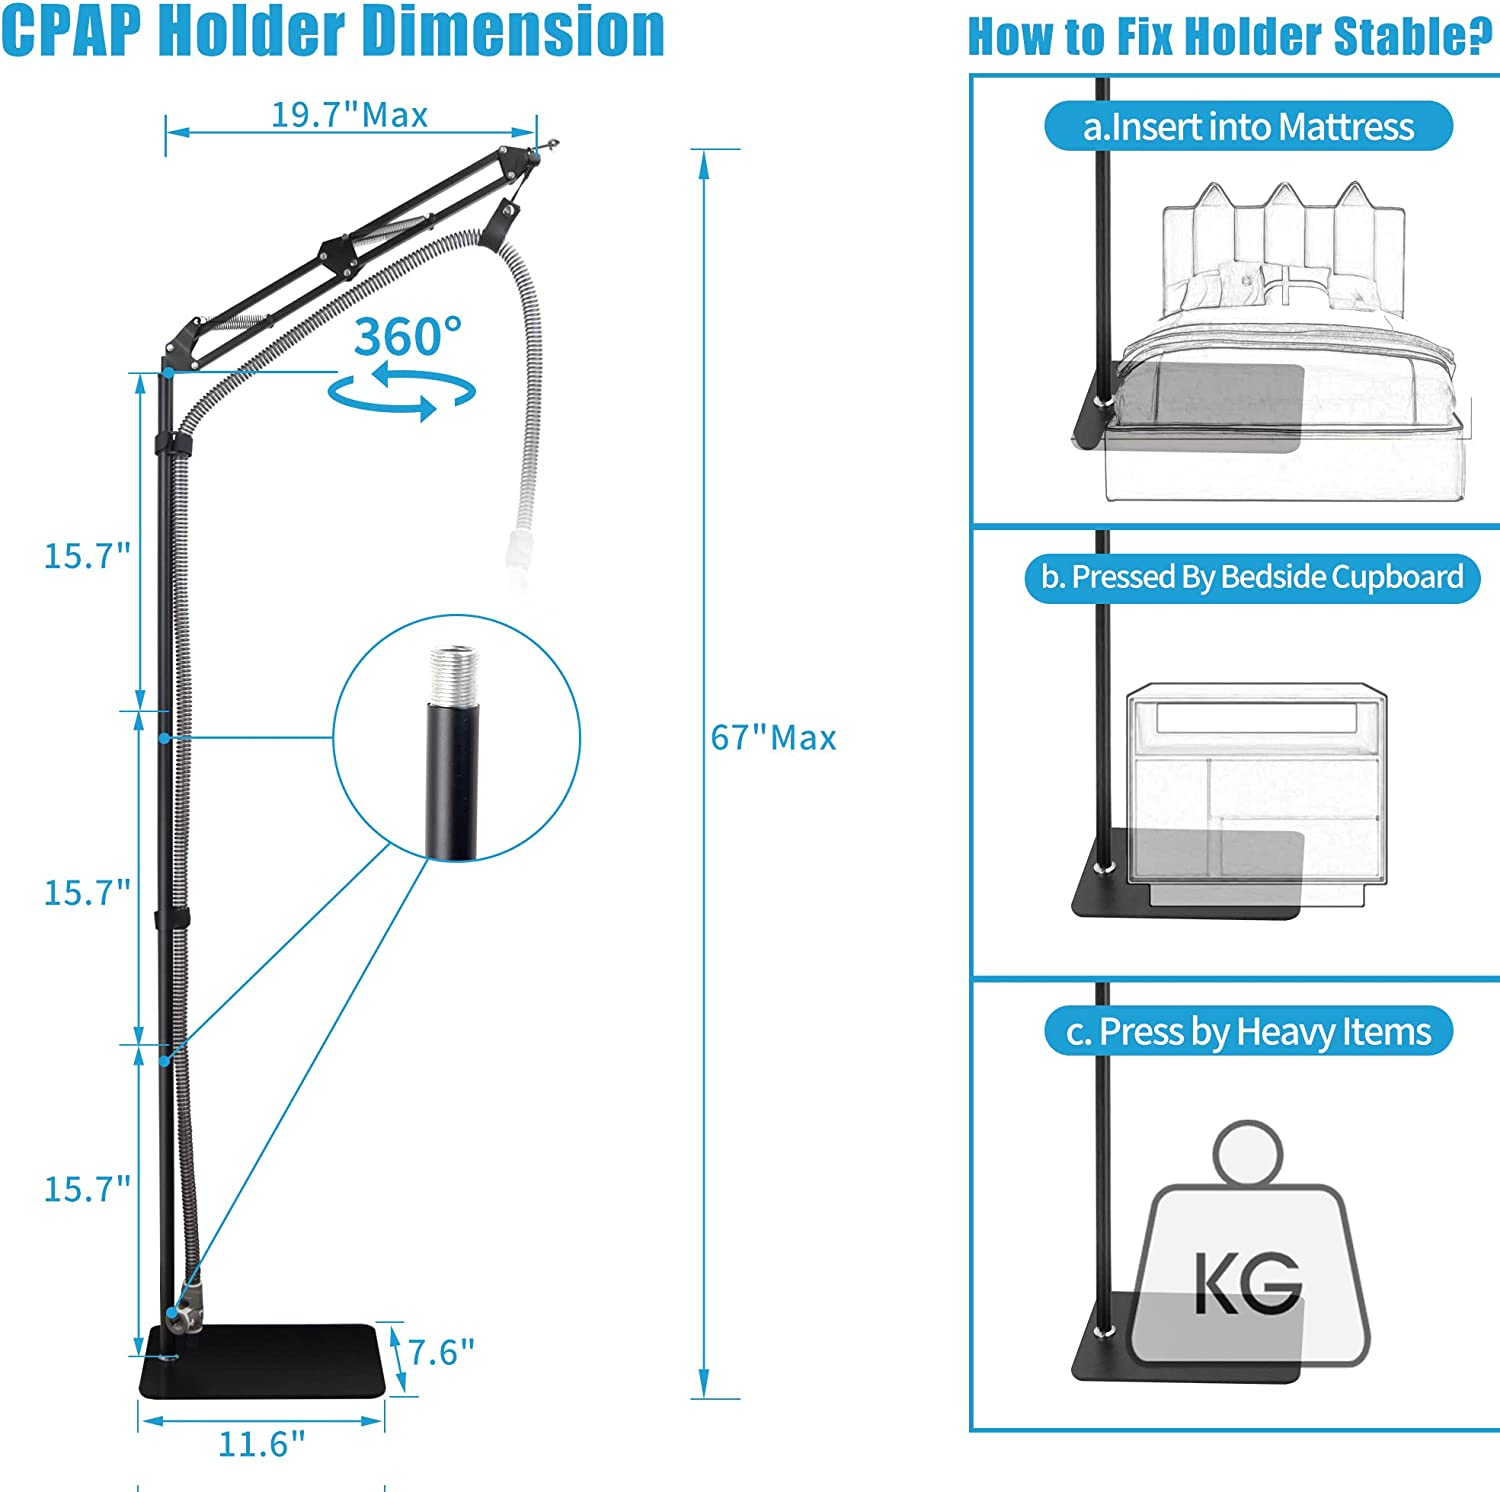 CPAP Holder Dimension
19.7"Max
360°
15.7"
15.7"
15.7"
67"Max
7.6"
11.6"
How to Fix Holder Stable?
a.Insert into Mattress
b. Pressed By Bedside Cupboard
c. Press by Heavy Items
KG